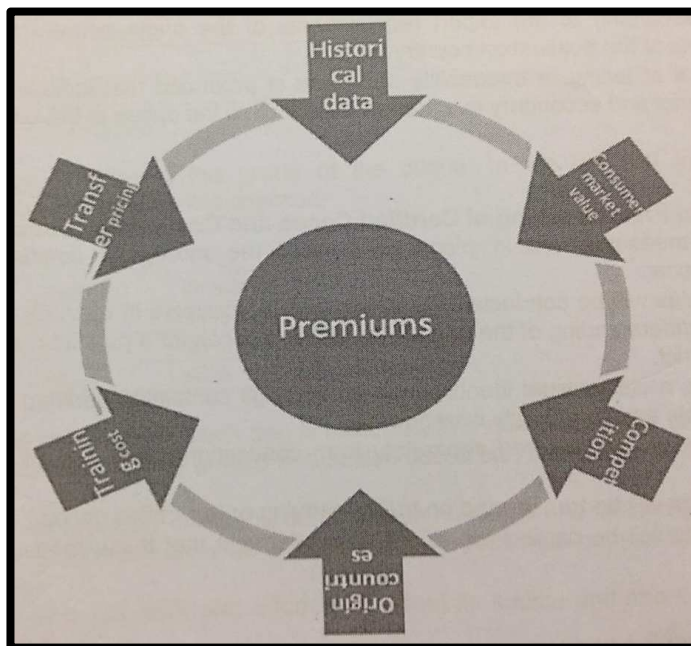 Histori
cal
data
Consumer
market
value
Compet
ition
Origin
countri
es
Trainin
g cost
Transf
er pricing
Premiums